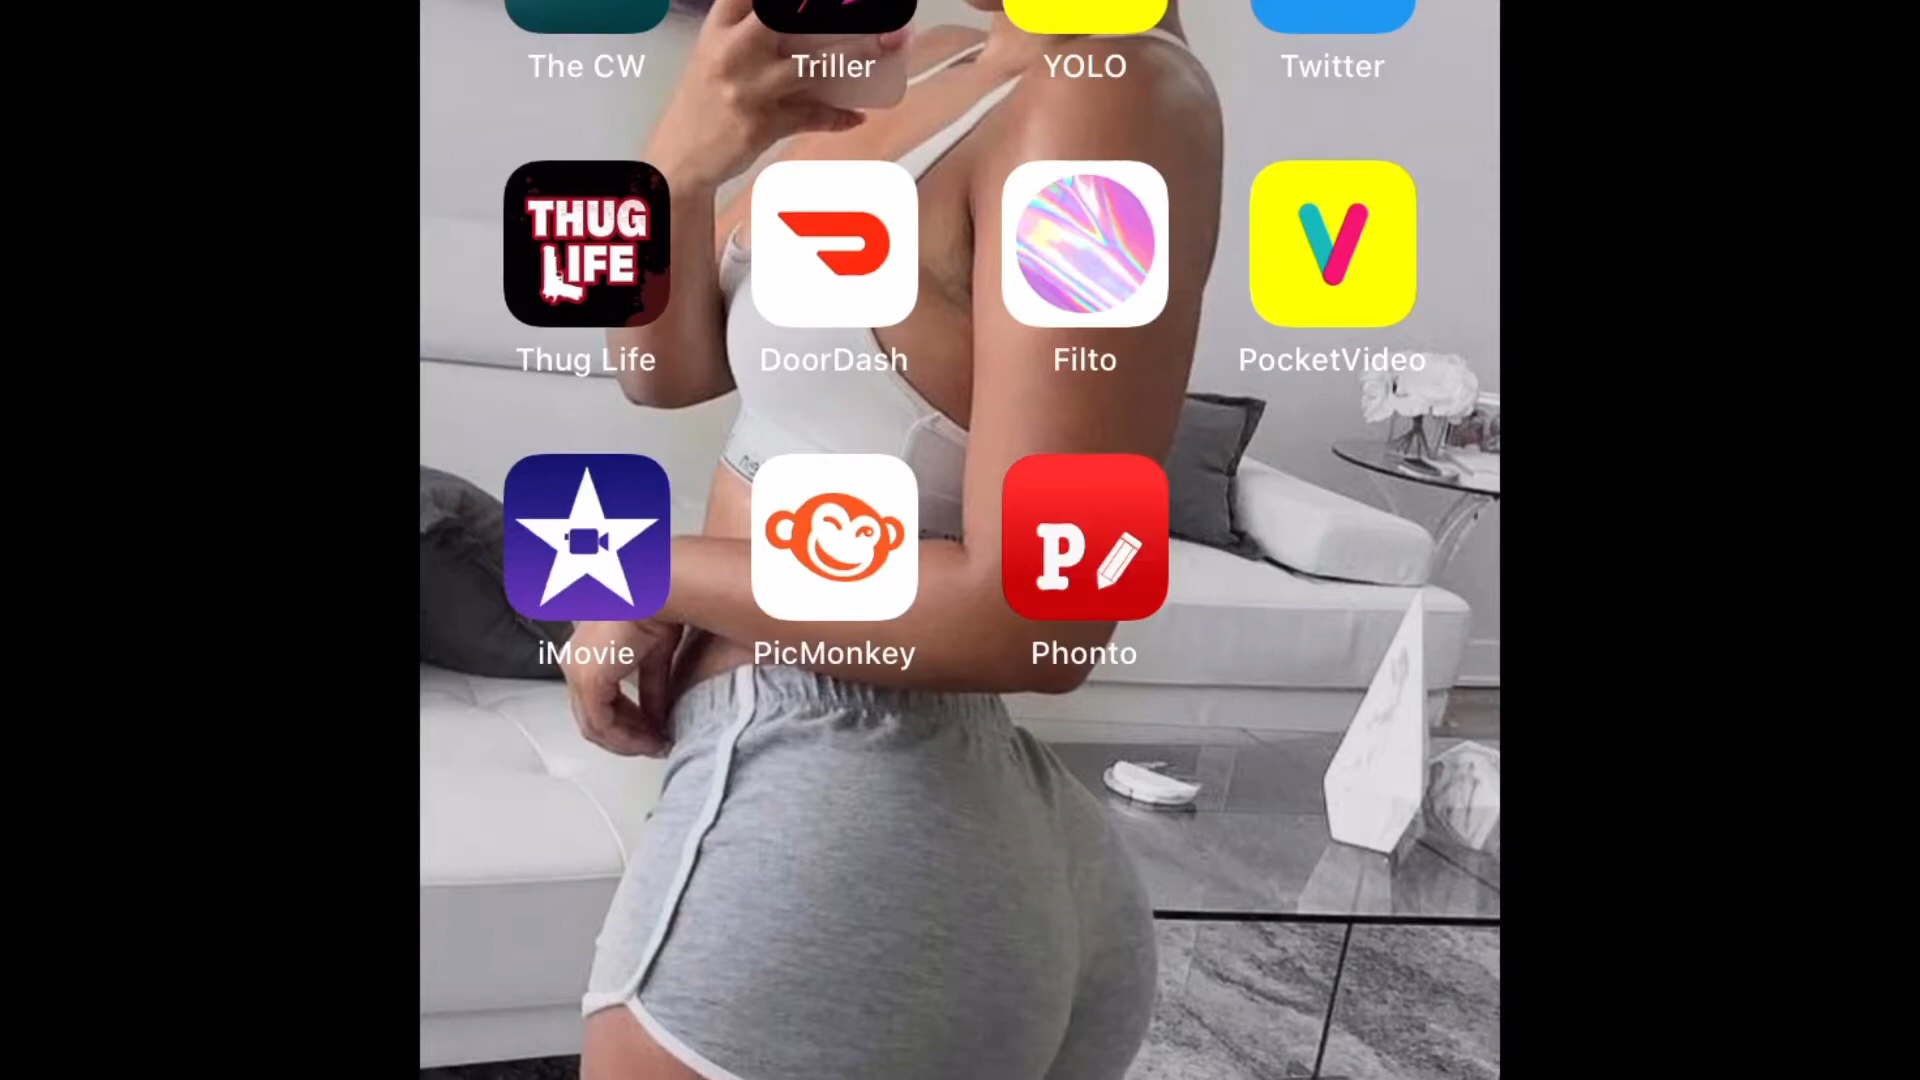 The CW Triller YOLO Twitter
THUG
LIFE
Thug Life DoorDash Filto PocketVideo
P
iMovie PicMonkey Phonto